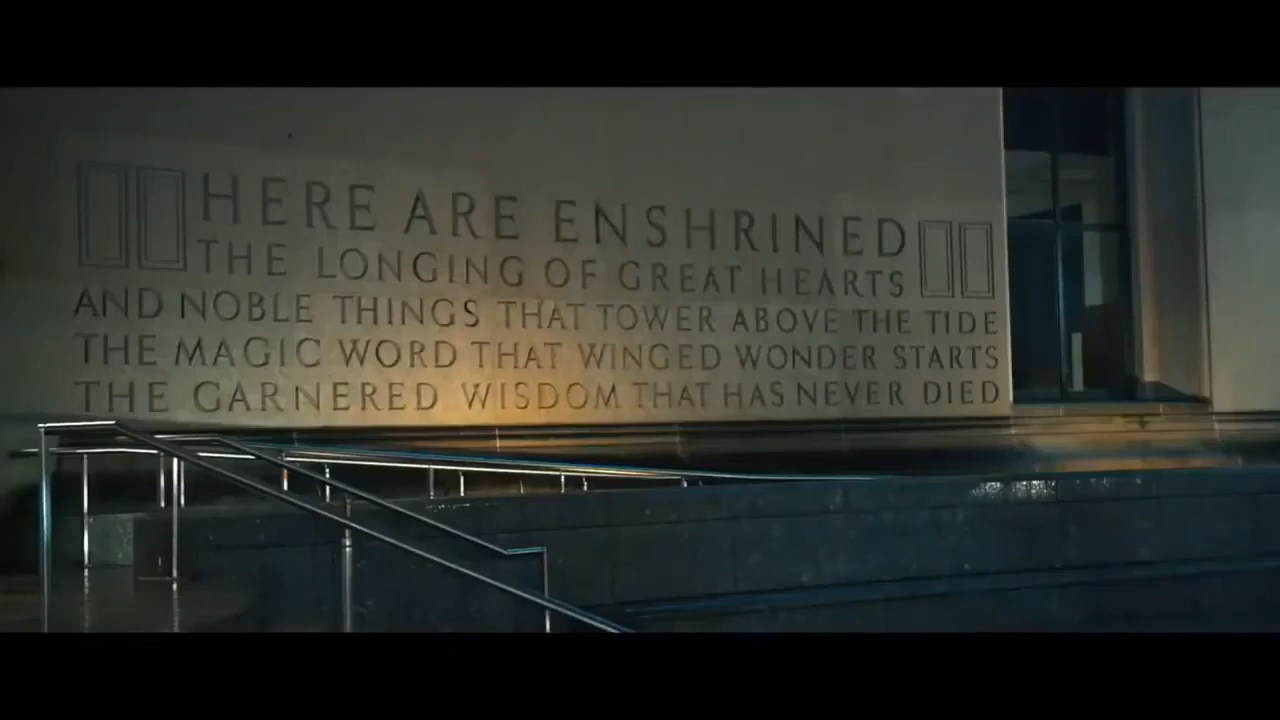 HERE ARE ENSHRINED
THE LONGING OF GREAT HEARTS
AND NOBLE THINGS THAT TOWER ABOVE THE TIDE
THE MAGIC WORD THAT WINGED WONDER STARTS
THE GARNERED WISDOM THAT HAS NEVER DIED